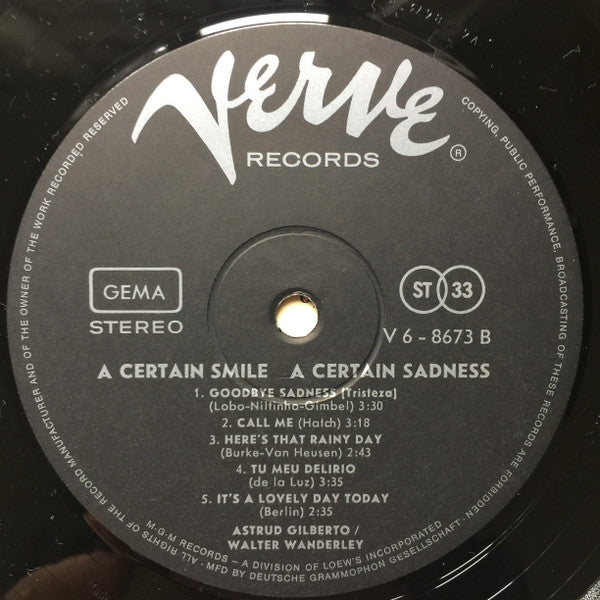 Verve
RECORDS
®
GEMA
STEREO
ST 33
V 6 - 8673 B
A CERTAIN SMILE A CERTAIN SADNESS
1. GOODBYE SADNESS [Tristeza]
(Lobo-Niltinho-Gimbel) 3:30
2. CALL ME (Hatch) 3:18
3. HERE'S THAT RAINY DAY
(Burke-Van Heusen) 2:43
4. TU MEU DELIRIO
(de la Luz) 3:35
5. IT'S A LOVELY DAY TODAY
(Berlin) 2:35
ASTRUD GILBERTO /
WALTER WANDERLEY
M.G.M RECORDS – A DIVISION OF LOEW'S INCORPORATED
ALL RIGHTS OF THE RECORD MANUFACTURER AND OF THE OWNER OF THE WORK RECORDED RESERVED
COPYING, PUBLIC PERFORMANCE, BROADCASTING OF THESE RECORDS ARE FORBIDDEN
· MFD BY DEUTSCHE GRAMMOPHON GESELLSCHAFT ·